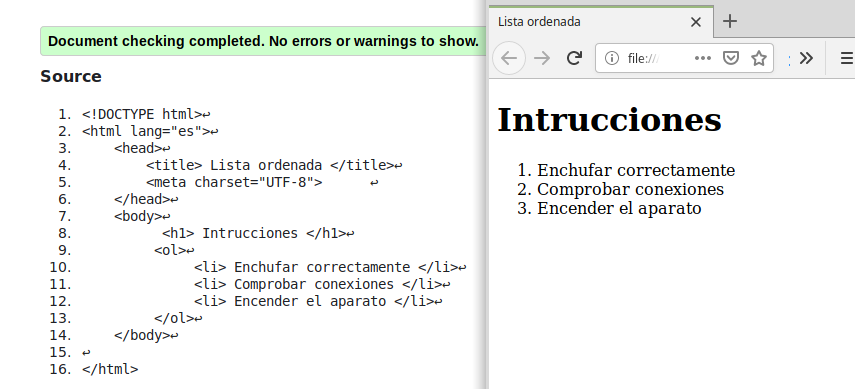 Document checking completed. No errors or warnings to show.
Source
1. <!DOCTYPE html>↩
2. <html lang="es">↩
3. <head>↩
4. <title> Lista ordenada </title>↩
5. <meta charset="UTF-8"> ↩
6. </head>↩
7. <body>↩
8. <h1> Intrucciones </h1>↩
9. <ol>↩
10. <li> Enchufar correctamente </li>↩
11. <li> Comprobar conexiones </li>↩
12. <li> Encender el aparato </li>↩
13. </ol>↩
14. </body>↩
15. ↩
16. </html>
Lista ordenada
file://
Intrucciones
1. Enchufar correctamente
2. Comprobar conexiones
3. Encender el aparato